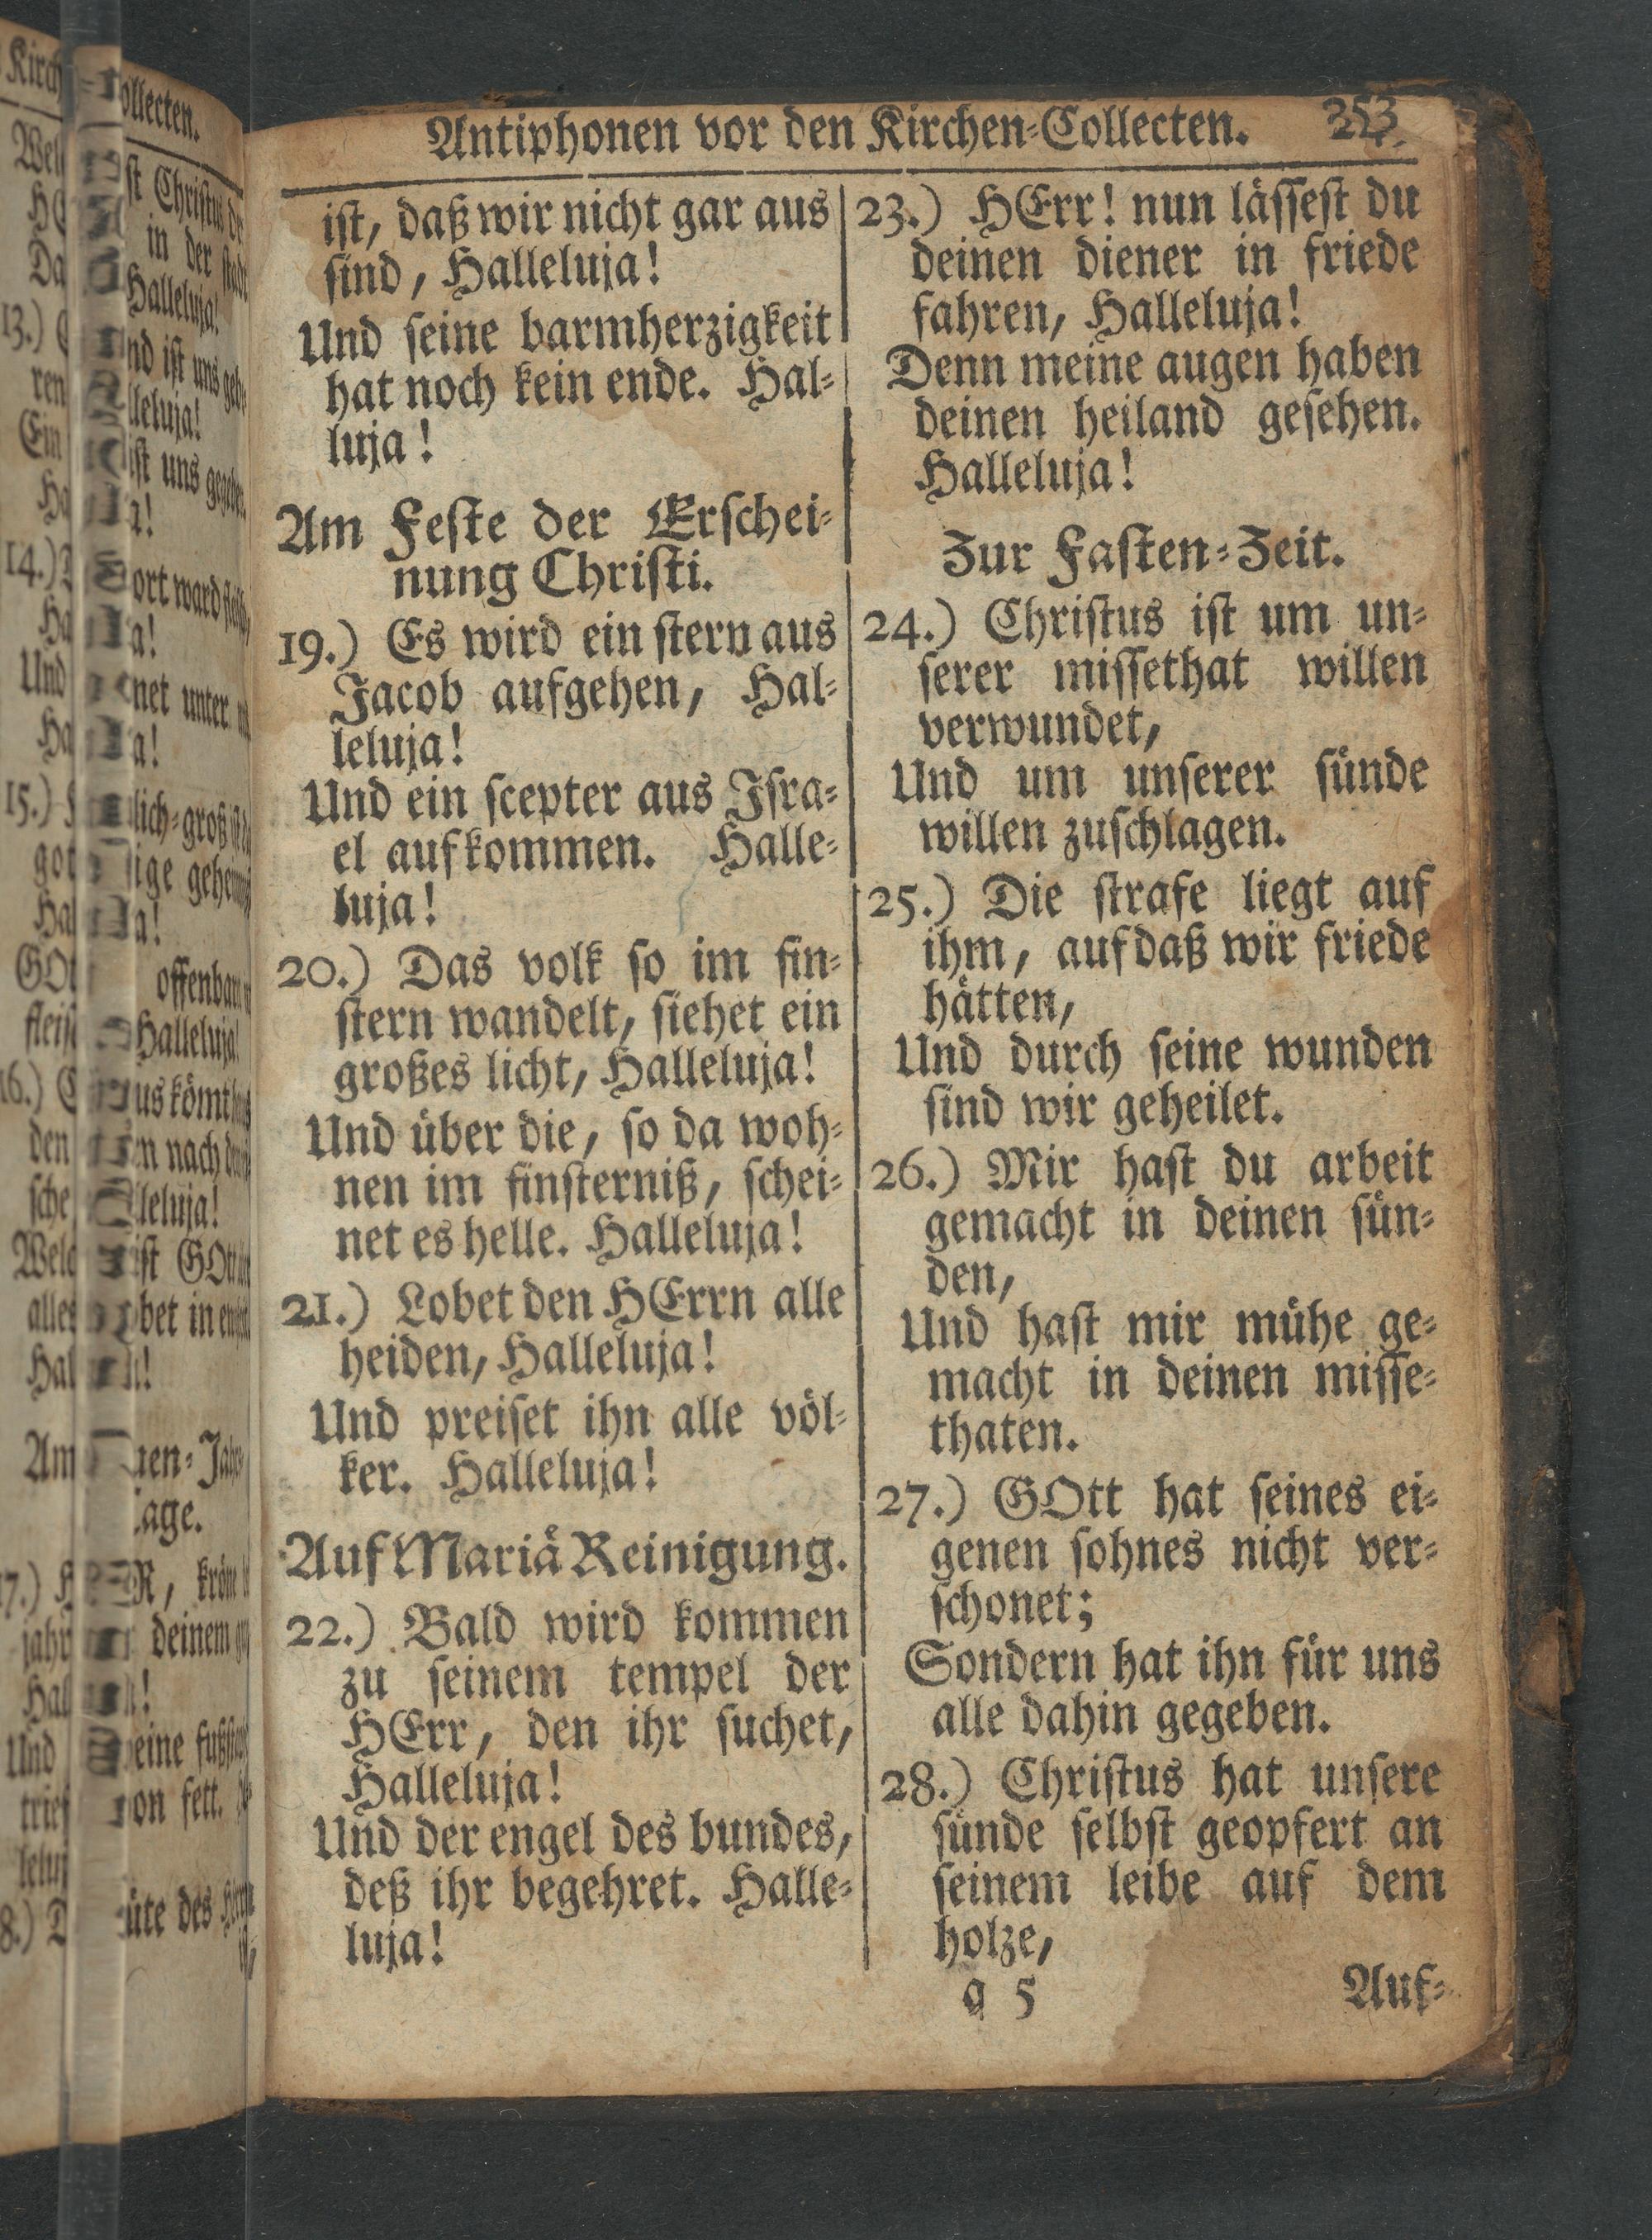 Antiphonen vor den Kirchen-Collecten. 253
ist, daß wir nicht gar aus
sind, Halleluja!
Und seine barmherzigkeit
hat noch kein ende. Hal-
luja!
Am Feste der Erschei-
nung Christi.
19.) Es wird ein stern aus
Jacob aufgehen, Hal-
leluja!
Und ein scepter aus Isra-
el aufkommen. Halle-
luja!
20.) Das volk so im fin-
stern wandelt, siehet ein
großes licht, Halleluja!
Und über die, so da woh-
nen im finsterniß, schei-
net es helle. Halleluja!
21.) Lobet den HErrn alle
heiden, Halleluja!
Und preiset ihn alle völ-
ker. Halleluja!
Auf Mariä Reinigung.
22.) Bald wird kommen
zu seinem tempel der
HErr, den ihr suchet,
Halleluja!
Und der engel des bundes,
deß ihr begehret. Halle-
luja!
23.) HErr! nun lässest du
deinen diener in friede
fahren, Halleluja!
Denn meine augen haben
deinen heiland gesehen.
Halleluja!
Zur Fasten-Zeit.
24.) Christus ist um un-
serer missethat willen
verwundet,
Und um unserer sünde
willen zuschlagen.
25.) Die strafe liegt auf
ihm, auf daß wir friede
hätten,
Und durch seine wunden
sind wir geheilet.
26.) Mir hast du arbeit
gemacht in deinen sün-
den,
Und hast mir mühe ge-
macht in deinen misse-
thaten.
27.) GOtt hat seines ei-
genen sohnes nicht ver-
schonet;
Sondern hat ihn für uns
alle dahin gegeben.
28.) Christus hat unsere
sünde selbst geopfert an
seinem leibe auf dem
holze,
q 5 Auf-